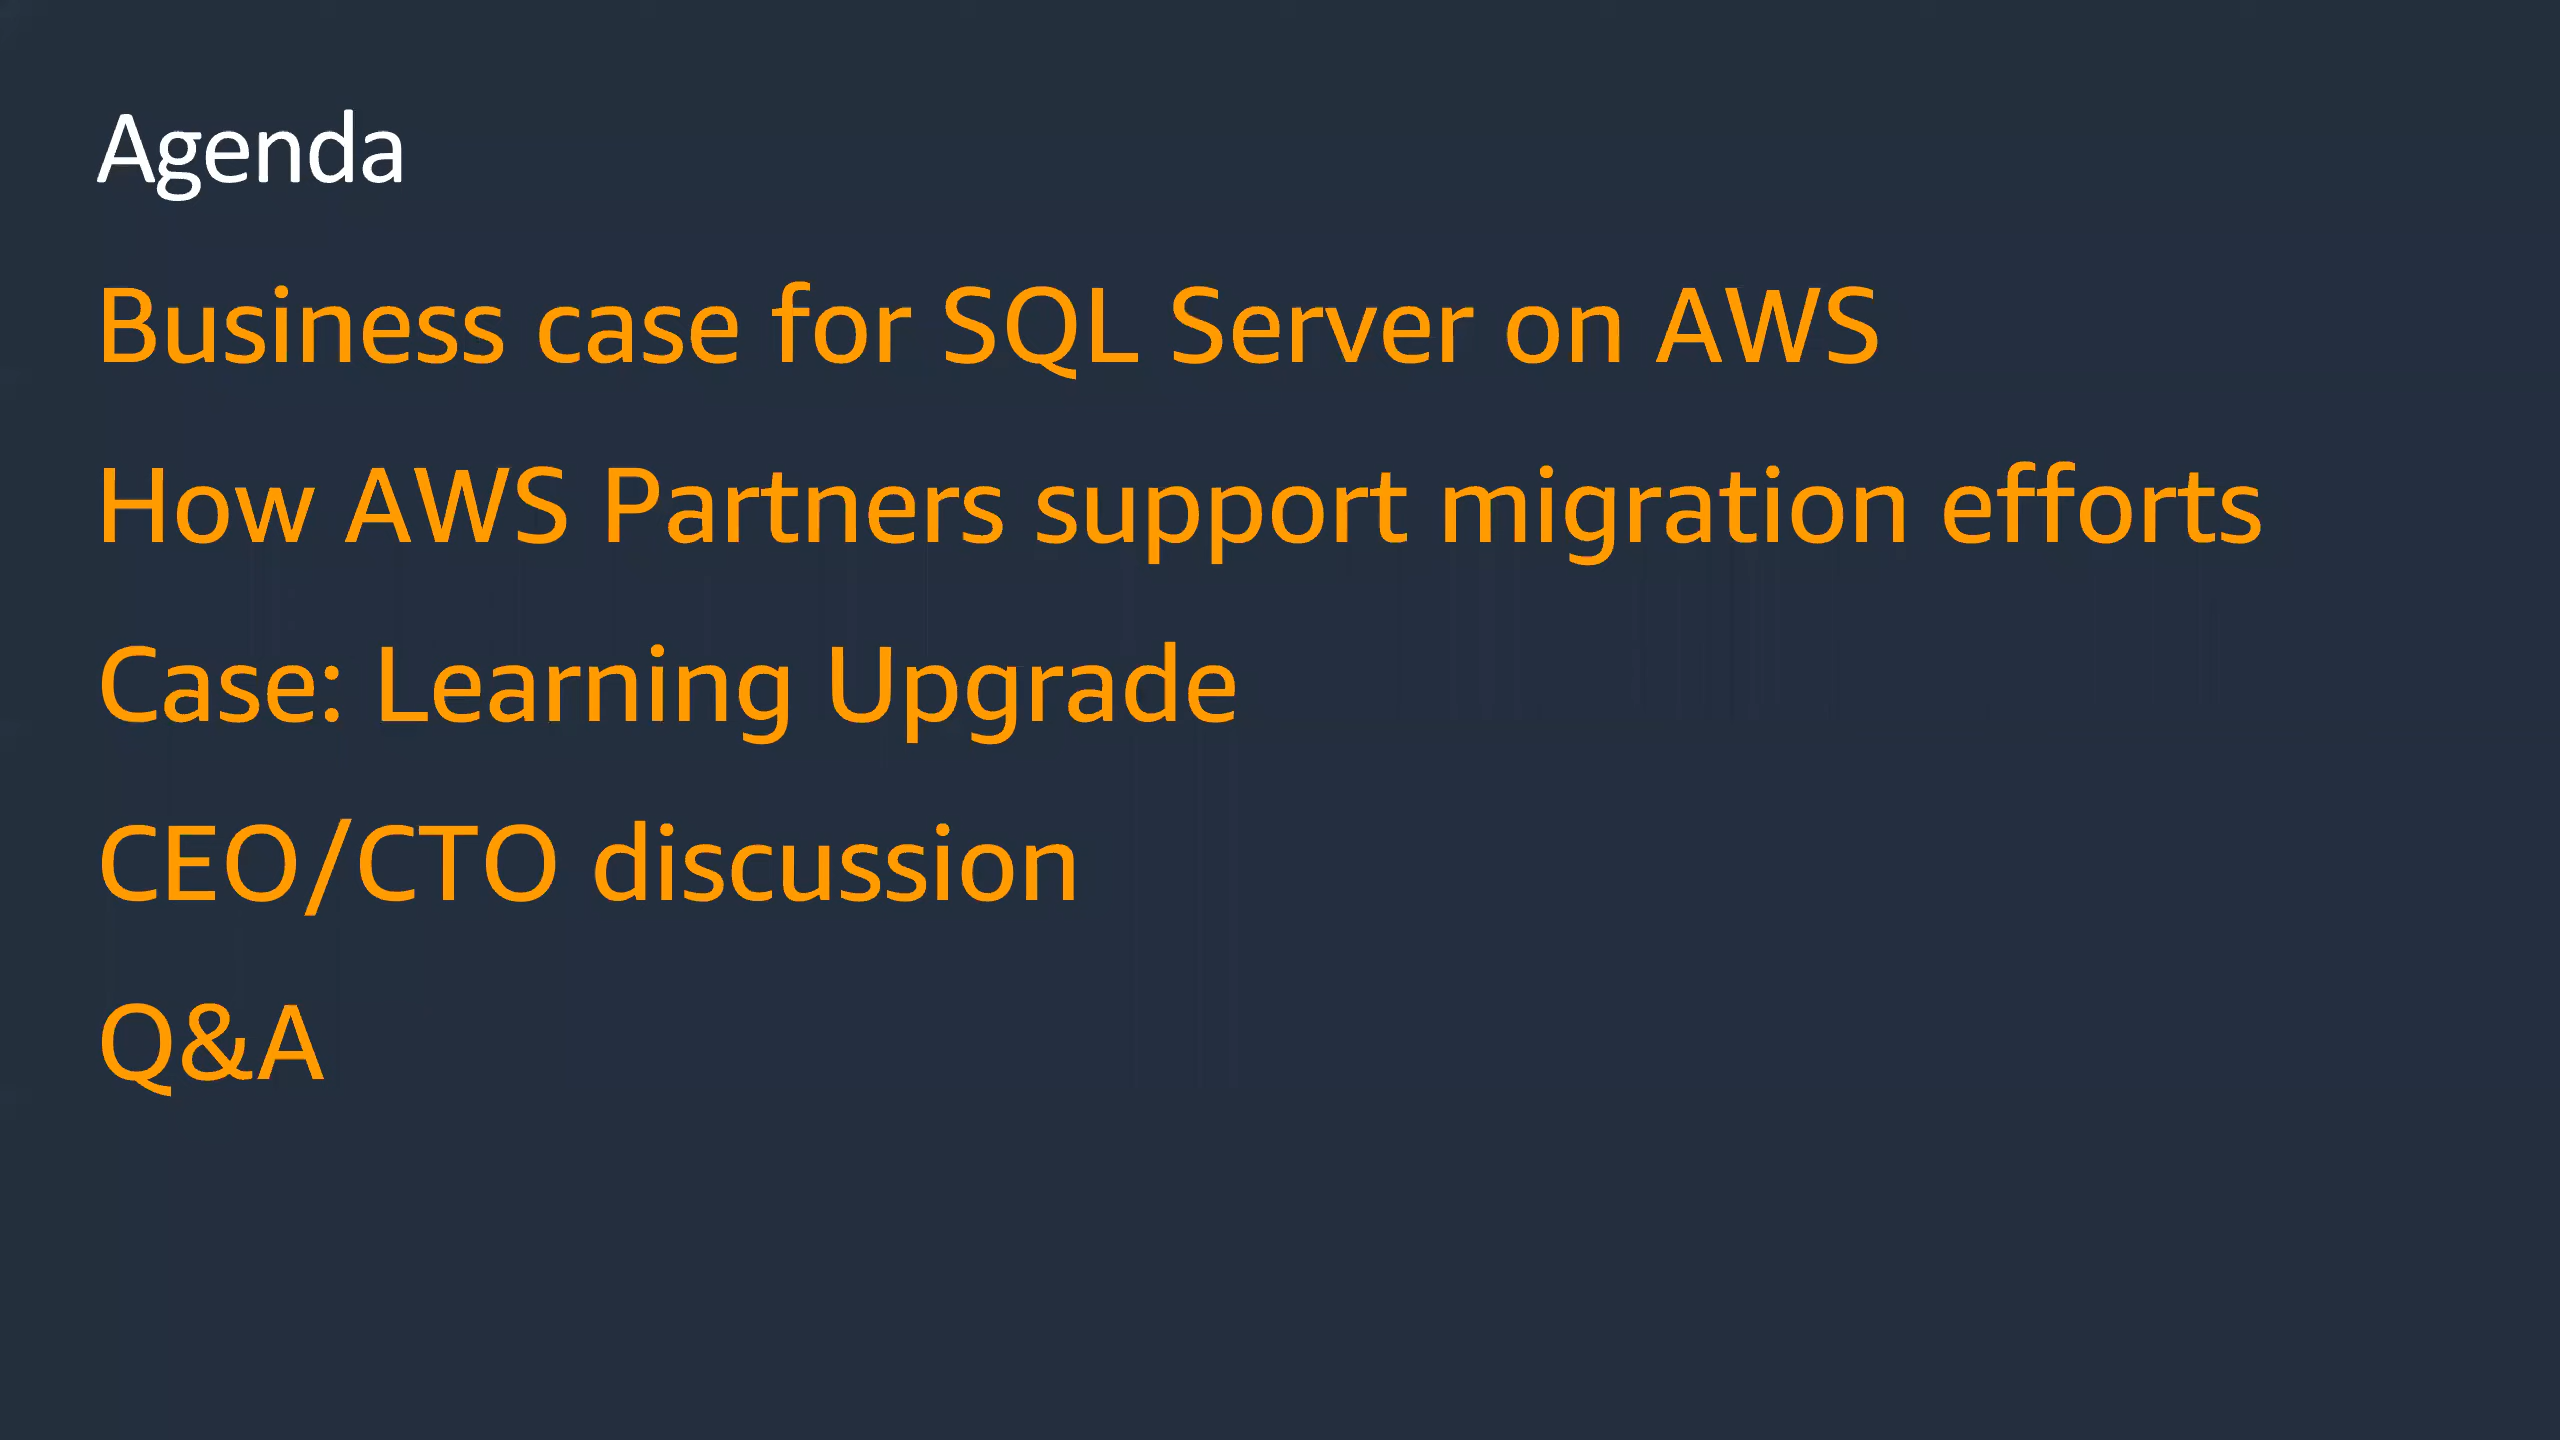 Agenda
Business case for SQL Server on AWS
How AWS Partners support migration efforts
Case: Learning Upgrade
CEO/CTO discussion
Q&A